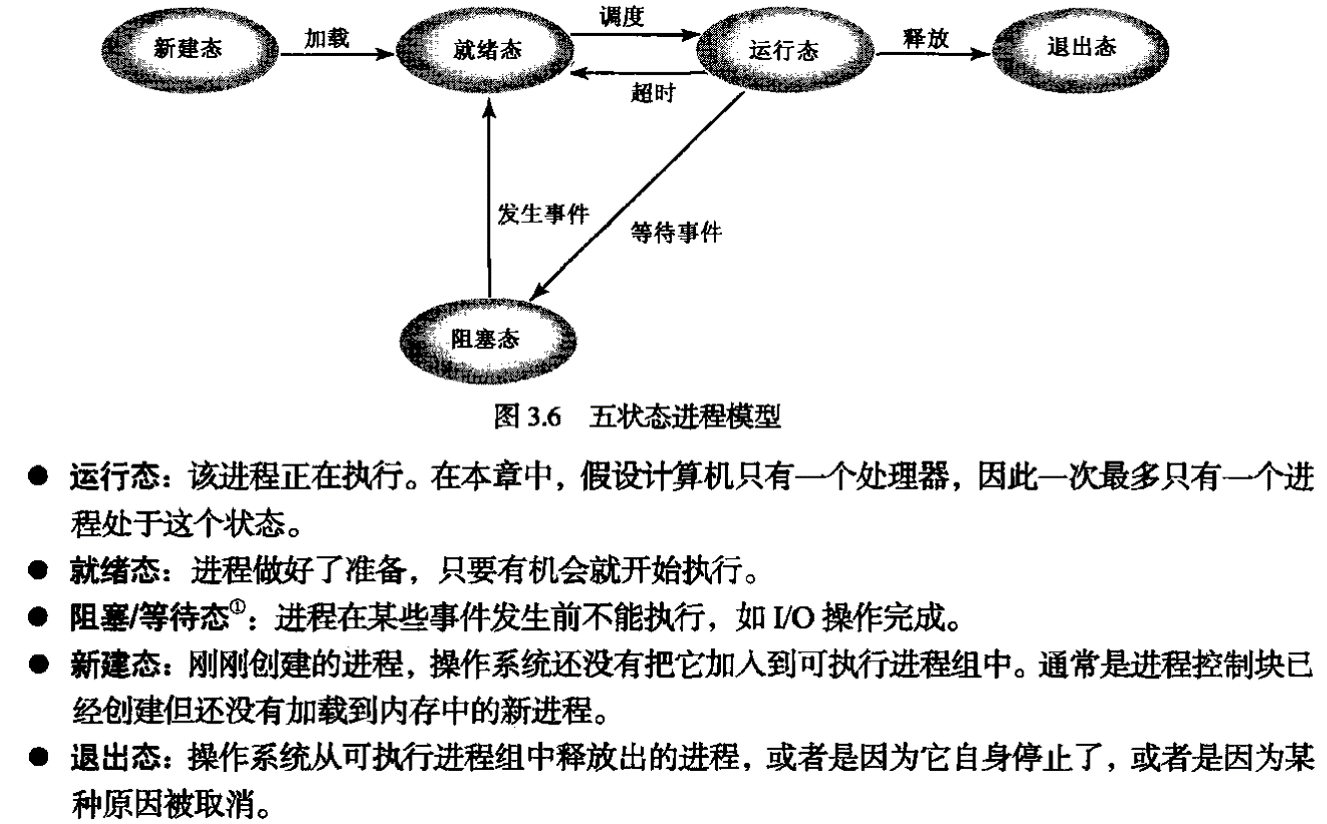 新建态 加载 就绪态 调度 运行态 释放 退出态
超时
发生事件
等待事件
阻塞态
图 3.6 五状态进程模型
● 运行态：该进程正在执行。在本章中，假设计算机只有一个处理器，因此一次最多只有一个进
程处于这个状态。
● 就绪态：进程做好了准备，只要有机会就开始执行。
● 阻塞/等待态①：进程在某些事件发生前不能执行，如 I/O 操作完成。
● 新建态：刚刚创建的进程，操作系统还没有把它加入到可执行进程组中。通常是进程控制块已
经创建但还没有加载到内存中的新进程。
● 退出态：操作系统从可执行进程组中释放出的进程，或者是因为它自身停止了，或者是因为某
种原因被取消。